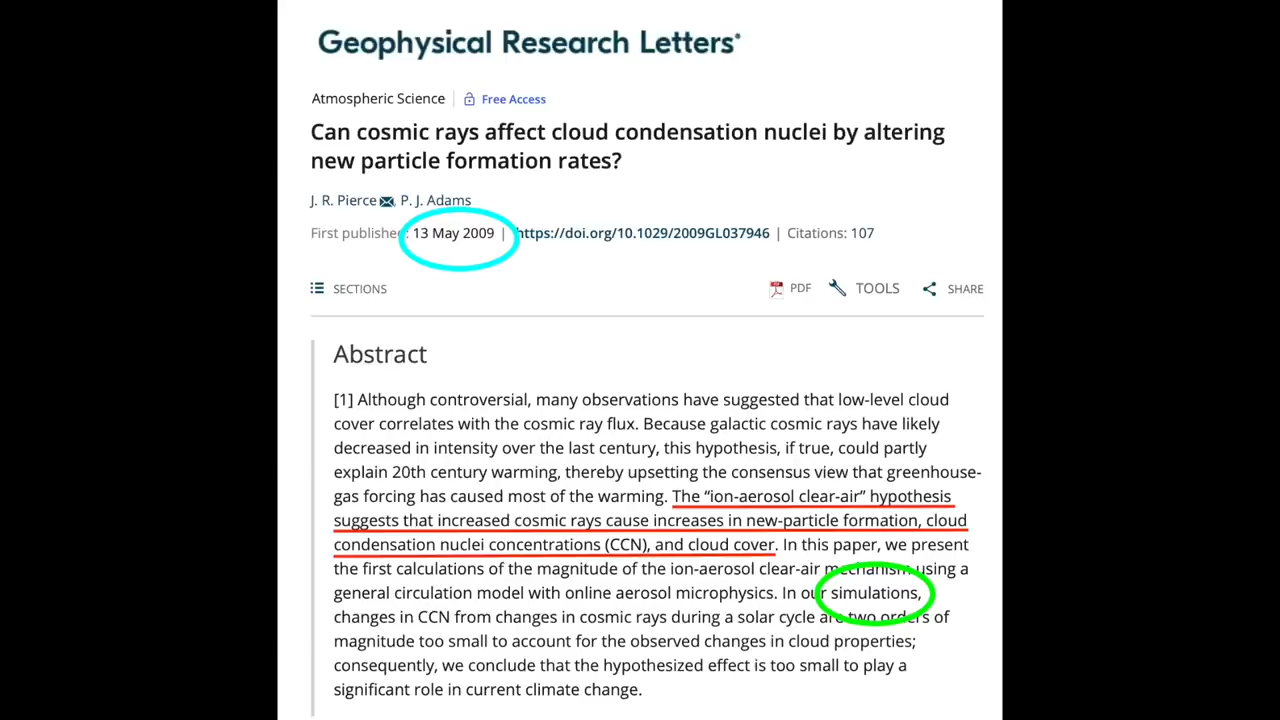 Geophysical Research Letters®
Atmospheric Science | Free Access
Can cosmic rays affect cloud condensation nuclei by altering
new particle formation rates?
J. R. Pierce, P. J. Adams
First published: 13 May 2009 | https://doi.org/10.1029/2009GL037946 | Citations: 107
SECTIONS PDF TOOLS SHARE
Abstract
[1] Although controversial, many observations have suggested that low-level cloud
cover correlates with the cosmic ray flux. Because galactic cosmic rays have likely
decreased in intensity over the last century, this hypothesis, if true, could partly
explain 20th century warming, thereby upsetting the consensus view that greenhouse-
gas forcing has caused most of the warming. The “ion-aerosol clear-air” hypothesis
suggests that increased cosmic rays cause increases in new-particle formation, cloud
condensation nuclei concentrations (CCN), and cloud cover. In this paper, we present
the first calculations of the magnitude of the ion-aerosol clear-air mechanism using a
general circulation model with online aerosol microphysics. In our simulations,
changes in CCN from changes in cosmic rays during a solar cycle are two orders of
magnitude too small to account for the observed changes in cloud properties;
consequently, we conclude that the hypothesized effect is too small to play a
significant role in current climate change.